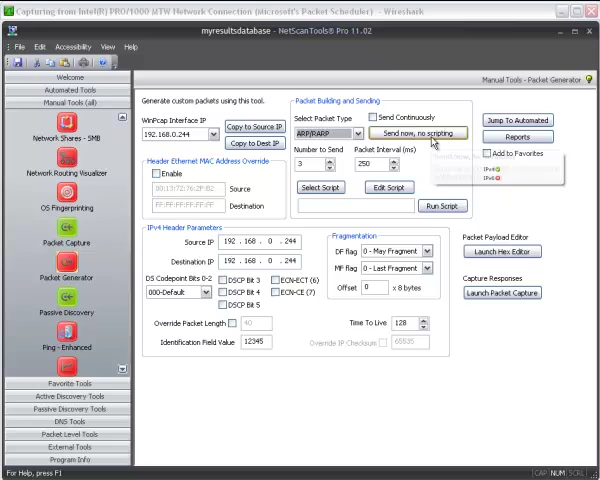 Capturing from Intel(R) PRO/1000 MTW Network Connection (Microsoft's Packet Scheduler) - Wireshark
myresultsdatabase - NetScanTools® Pro 11.02
File Edit Accessibility View Help
Manual Tools - Packet Generator
Welcome
Automated Tools
Manual Tools (all)
Network Shares - SMB
Network Routing Visualizer
OS Fingerprinting
Packet Capture
Packet Generator
Passive Discovery
Ping - Enhanced
Favorite Tools
Active Discovery Tools
Passive Discovery Tools
DNS Tools
Packet Level Tools
External Tools
Program Info
Generate custom packets using this tool.
WinPcap Interface IP
192.168.0.244
Copy to Source IP
Copy to Dest IP
Header Ethernet MAC Address Override
Enable
00:13:72:76:2F:B2 Source
FF:FF:FF:FF:FF:FF Destination
Packet Building and Sending
Select Packet Type
Send Continuously
ARP/RARP
Send now, no scripting
Number to Send
Packet Interval (ms)
3
250
Select Script
Edit Script
Run Script
Jump To Automated
Reports
Add to Favorites
IPv4
IPv6
IPv4 Header Parameters
Source IP 192 . 168 . 0 . 244
Destination IP 192 . 168 . 0 . 244
DS Codepoint Bits 0-2
000-Default
DSCP Bit 3
DSCP Bit 4
DSCP Bit 5
ECN-ECT (6)
ECN-CE (7)
Fragmentation
DF flag 0 - May Fragment
MF flag 0 - Last Fragment
Offset 0 x 8 bytes
Override Packet Length 40
Time To Live 128
Identification Field Value 12345
Override IP Checksum 65535
Packet Payload Editor
Launch Hex Editor
Capture Responses
Launch Packet Capture
For Help, press F1
CAP NUM SCRL